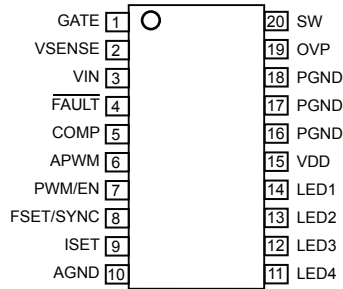 GATE 1
VSENSE 2
VIN 3
FAULT 4
COMP 5
APWM 6
PWM/EN 7
FSET/SYNC 8
ISET 9
AGND 10
20 SW
19 OVP
18 PGND
17 PGND
16 PGND
15 VDD
14 LED1
13 LED2
12 LED3
11 LED4